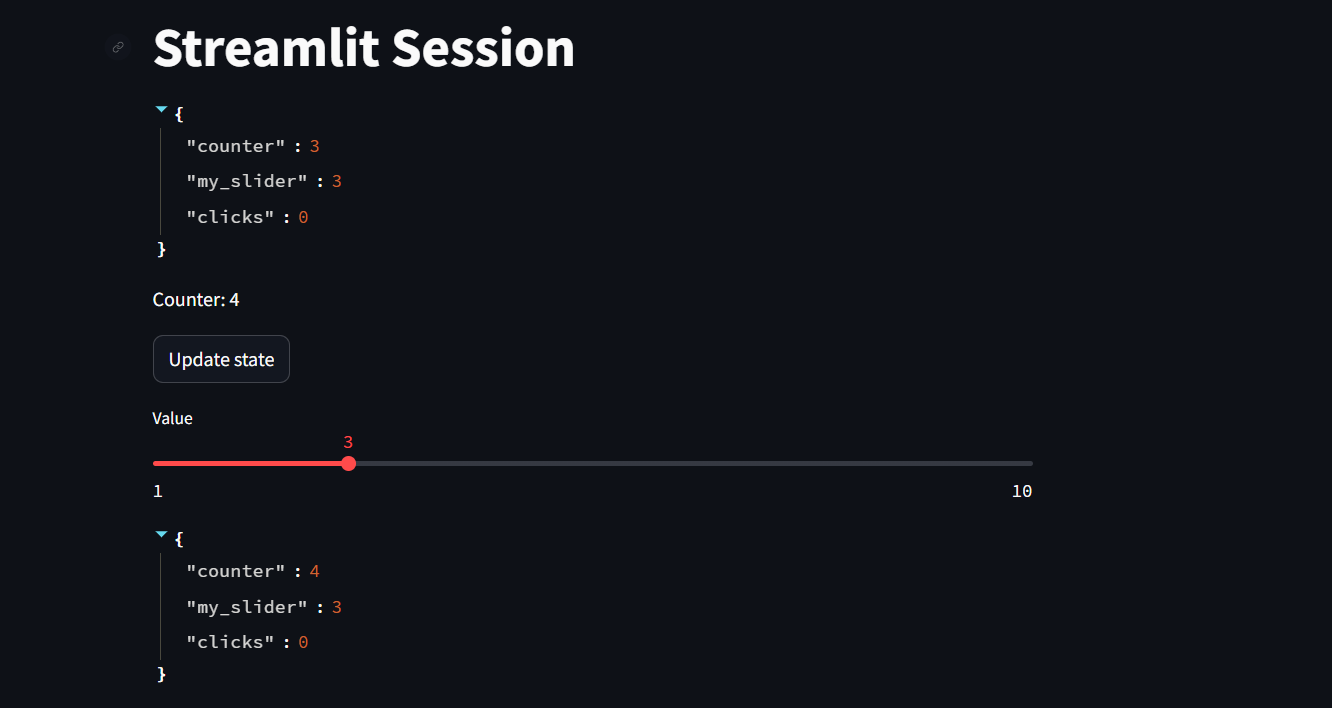 Streamlit Session
{
"counter" : 3
"my_slider" : 3
"clicks" : 0
}
Counter: 4
Update state
Value
3
1 10
{
"counter" : 4
"my_slider" : 3
"clicks" : 0
}